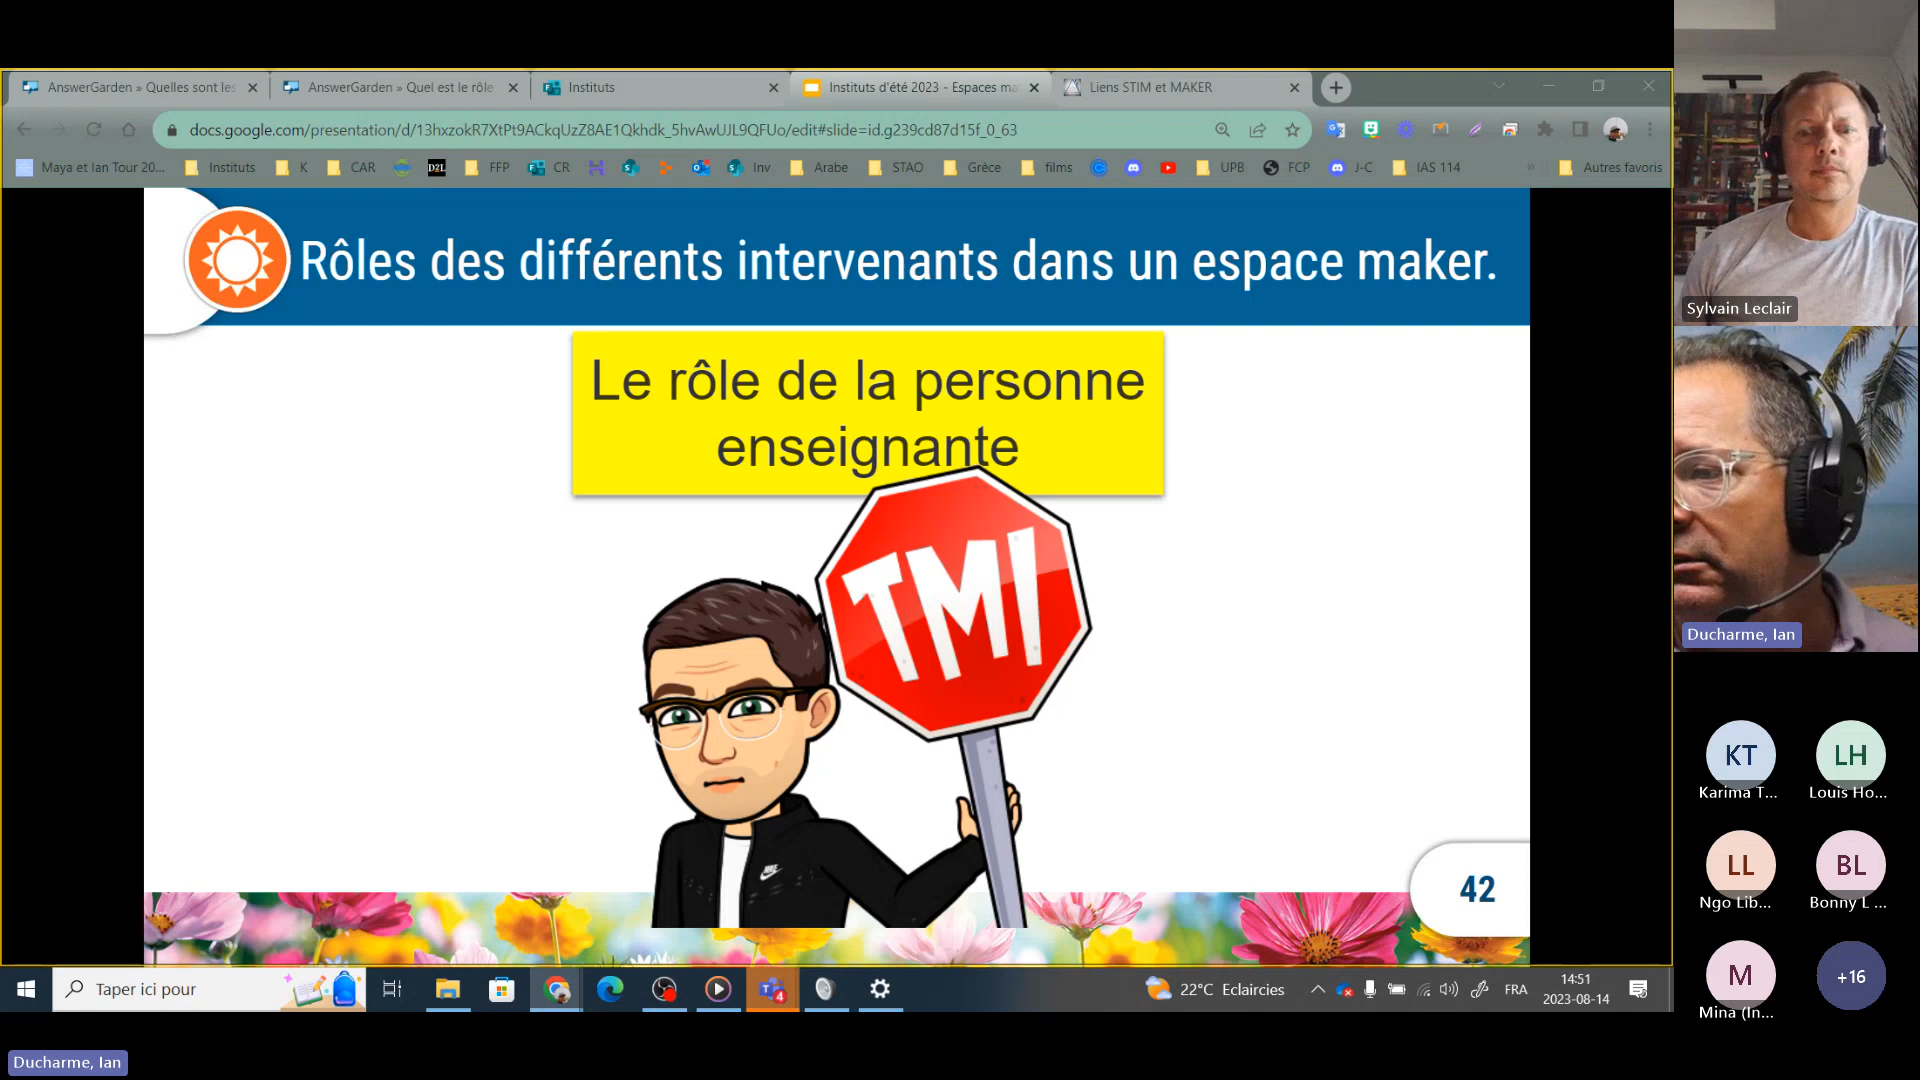 AnswerGarden » Quelles sont les
AnswerGarden » Quel est le rôle
Instituts
Instituts d'été 2023 - Espaces ma
Liens STIM et MAKER
docs.google.com/presentation/d/13hxzokR7XtPt9ACkqUzZ8AE1Qkhdk_5hvAwUJL9QFUo/edit#slide=id.g239cd87d15f_0_63
Maya et Ian Tour 20...
Instituts
K
CAR
D2L
FFP
CR
Inv
Arabe
STAO
Grèce
films
UPB
FCP
J-C
IAS 114
»
Autres favoris
Rôles des différents intervenants dans un espace maker.
Le rôle de la personne
enseignante
TMI
42
Sylvain Leclair
Ducharme, Ian
KT
Karima T...
LH
Louis Ho...
LL
Ngo Lib...
BL
Bonny L ...
M
Mina (In...
+16
Taper ici pour
4
22°C Eclaircies
FRA
14:51
2023-08-14
Ducharme, Ian